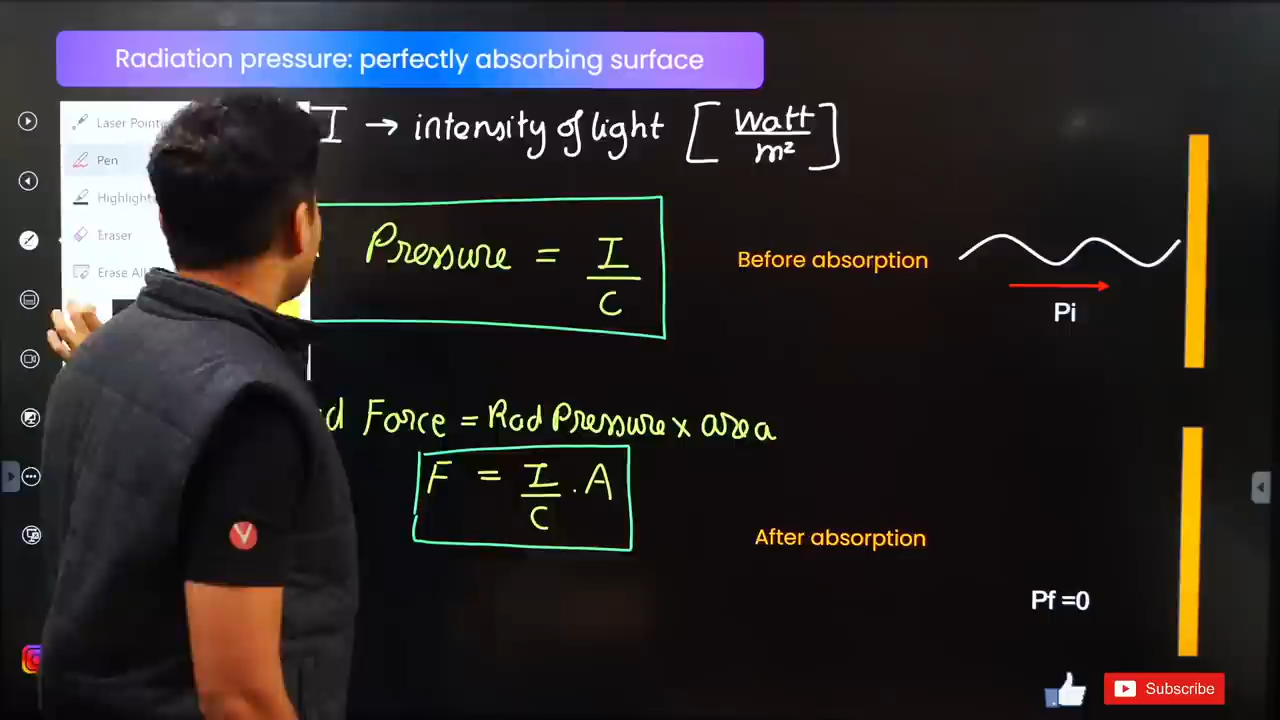 Radiation pressure: perfectly absorbing surface
I → intensity of light [Watt/m²]
Laser
Pen
Eraser
Erase
Pressure = I/C
Before absorption
Pi
Force = Rad Pressure x area
F = I/C . A
After absorption
Pf =0
V
Subscribe